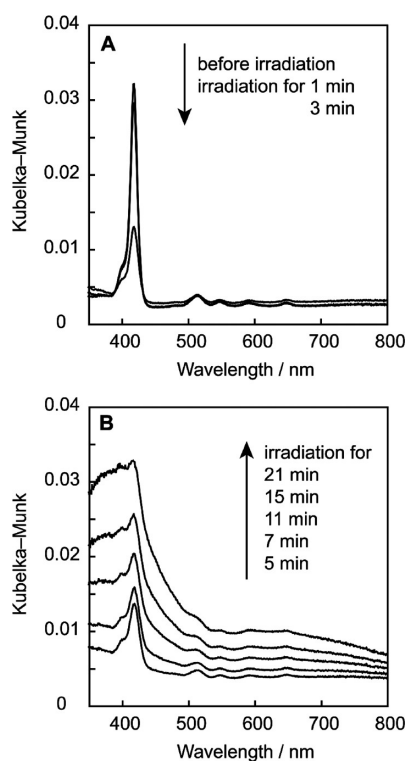 0.04
A
before irradiation
irradiation for 1 min
3 min
0.03
0.02
0.01
0
Kubelka–Munk
400 500 600 700 800
Wavelength / nm
0.04
B
irradiation for
21 min
15 min
11 min
7 min
5 min
0.03
0.02
0.01
0
Kubelka–Munk
400 500 600 700 800
Wavelength / nm